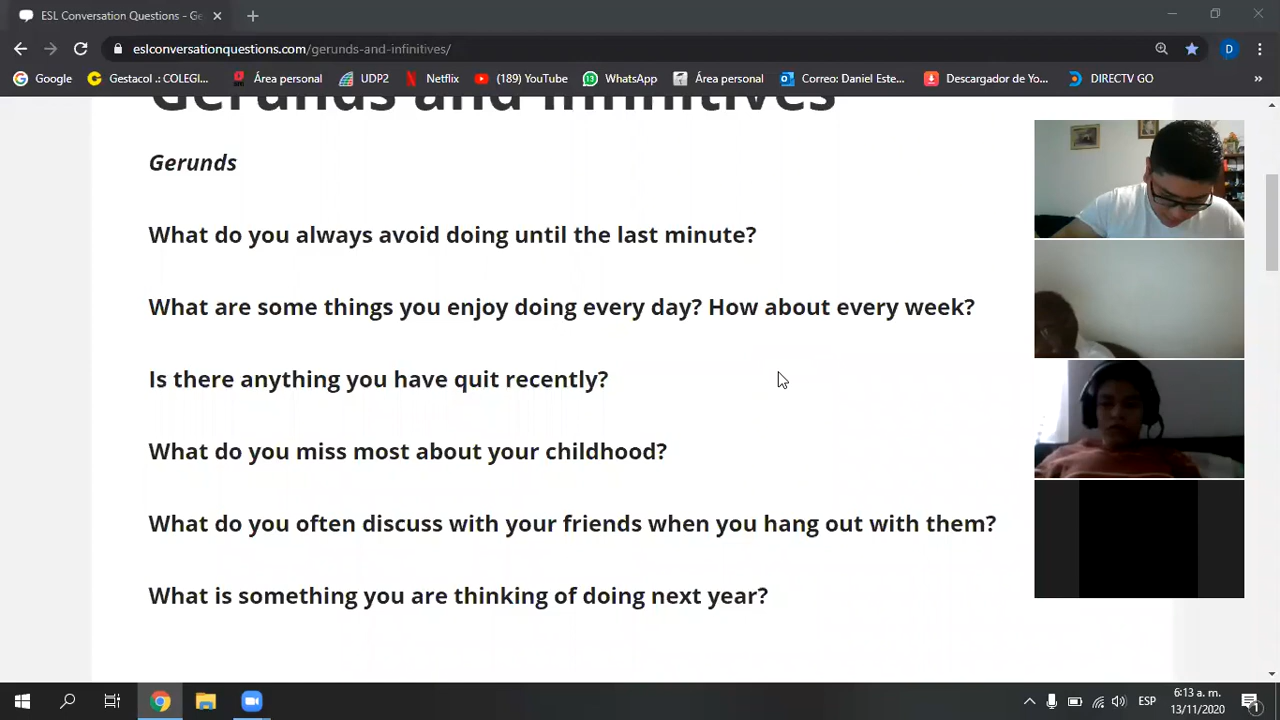 ESL Conversation Questions - Ge
eslconversationquestions.com/gerunds-and-infinitives/
D
Google
Gestacol .: COLEGI...
Área personal
UDP2
Netflix
(189) YouTube
WhatsApp
Área personal
Correo: Daniel Este...
Descargador de Yo...
DIRECTV GO
»
Gerunds and Infinitives
Gerunds
What do you always avoid doing until the last minute?
What are some things you enjoy doing every day? How about every week?
Is there anything you have quit recently?
What do you miss most about your childhood?
What do you often discuss with your friends when you hang out with them?
What is something you are thinking of doing next year?
ESP
6:13 a. m.
13/11/2020
1